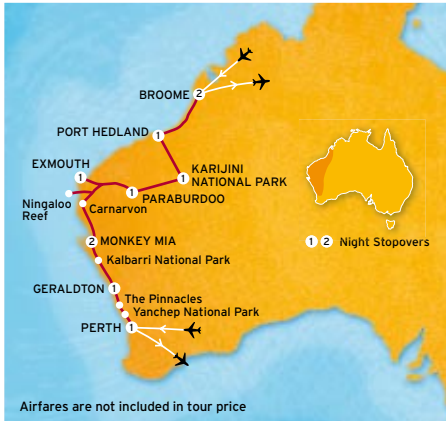 BROOME 2
PORT HEDLAND 1
EXMOUTH
1
KARIJINI
1 NATIONAL PARK
1
PARABURDOO
Ningaloo
Reef
Carnarvon
2 MONKEY MIA
1 2 Night Stopovers
Kalbarri National Park
GERALDTON 1
The Pinnacles
Yanchep National Park
PERTH 1
Airfares are not included in tour price